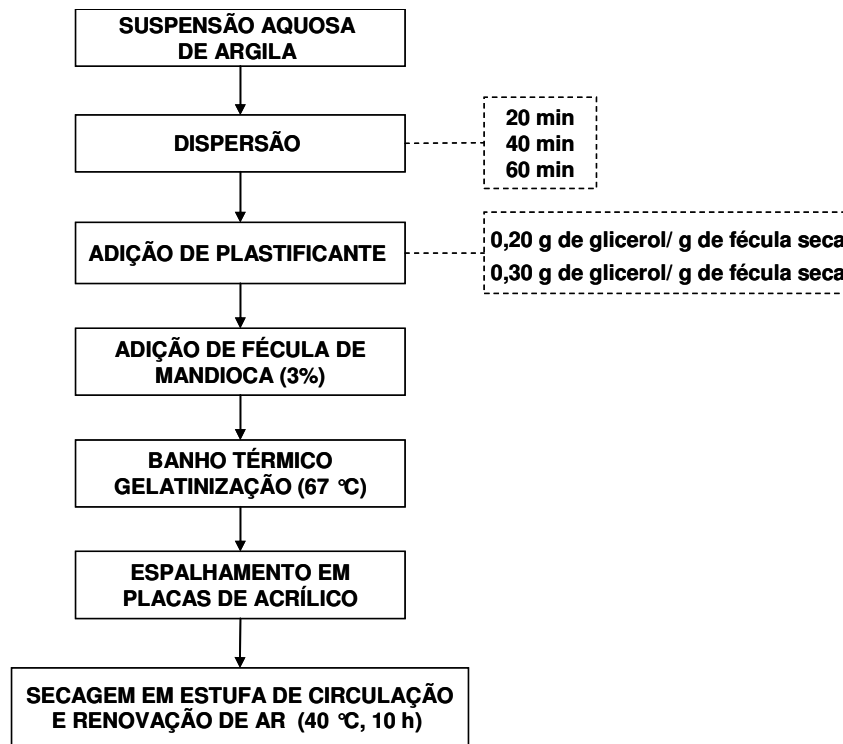 SUSPENSÃO AQUOSA
DE ARGILA
DISPERSÃO
20 min
40 min
60 min
ADIÇÃO DE PLASTIFICANTE
0,20 g de glicerol/ g de fécula seca
0,30 g de glicerol/ g de fécula seca
ADIÇÃO DE FÉCULA DE
MANDIOCA (3%)
BANHO TÉRMICO
GELATINIZAÇÃO (67 °C)
ESPALHAMENTO EM
PLACAS DE ACRÍLICO
SECAGEM EM ESTUFA DE CIRCULAÇÃO
E RENOVAÇÃO DE AR (40 °C, 10 h)